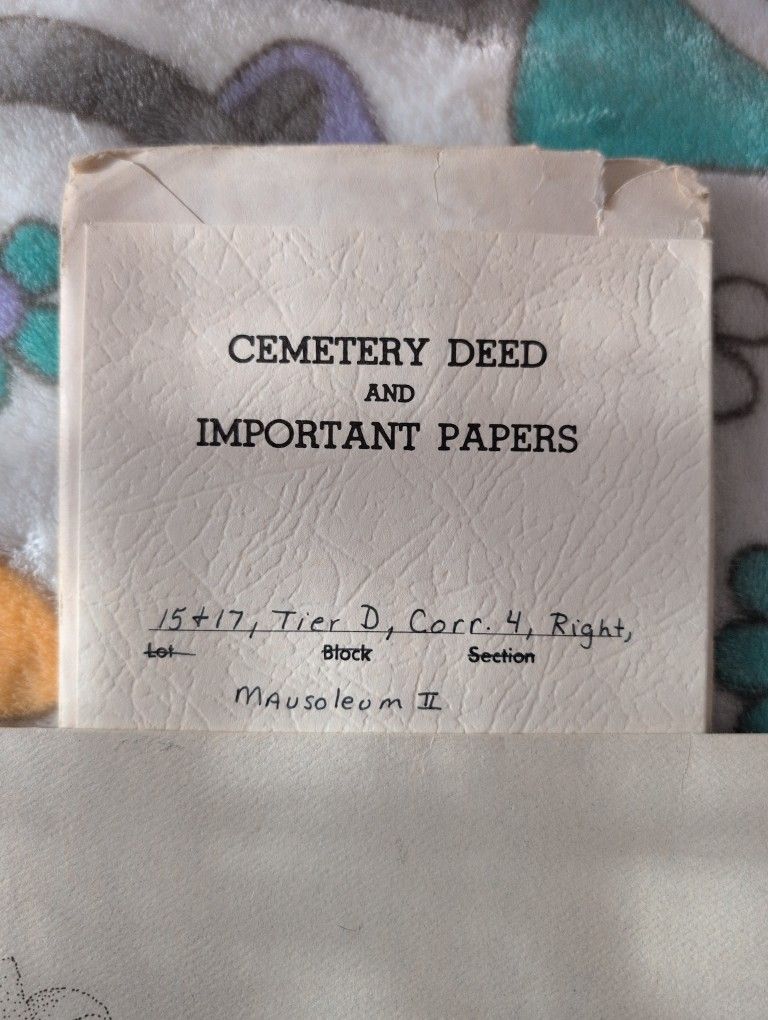 CEMETERY DEED
AND
IMPORTANT PAPERS
15+17, Tier D, Corr. 4, Right,
Lot Block Section
Mausoleum II